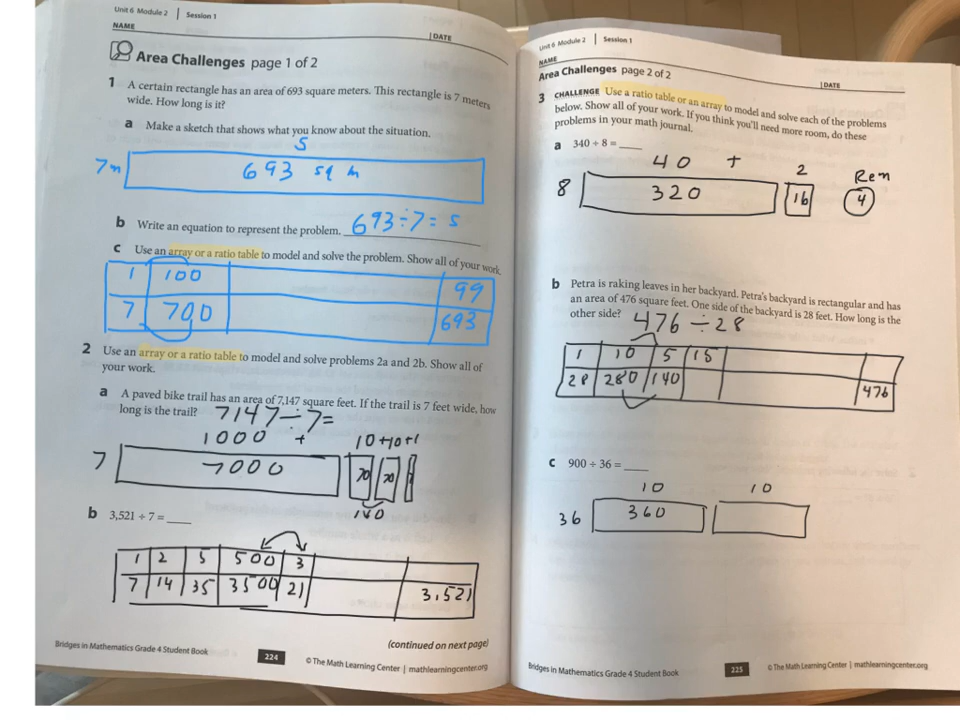 Unit 6 Module 2 | Session 1
NAME | DATE
Area Challenges page 1 of 2
1 A certain rectangle has an area of 693 square meters. This rectangle is 7 meters
wide. How long is it?
a Make a sketch that shows what you know about the situation.
S
7m 693 sq m
b Write an equation to represent the problem. 693÷7= s
c Use an array or a ratio table to model and solve the problem. Show all of your work.
1 100 99
7 700 693
2 Use an array or a ratio table to model and solve problems 2a and 2b. Show all of
your work.
a A paved bike trail has an area of 7,147 square feet. If the trail is 7 feet wide, how
long is the trail? 7147÷7=
1000 + 10+10+1
7 7000 70 70
140
b 3,521 ÷ 7 = ____
1 2 5 500 3
7 14 35 3500 21 3,521
(continued on next page)
Bridges in Mathematics Grade 4 Student Book 224 © The Math Learning Center | mathlearningcenter.org
Unit 6 Module 2 | Session 1
NAME | DATE
Area Challenges page 2 of 2
3 CHALLENGE Use a ratio table or an array to model and solve each of the problems
below. Show all of your work. If you think you'll need more room, do these
problems in your math journal.
a 340 ÷ 8 = ____
40 + 2 Rem
8 320 16 4
b Petra is raking leaves in her backyard. Petra's backyard is rectangular and has
an area of 476 square feet. One side of the backyard is 28 feet. How long is the
other side? 476 ÷ 28
1 10 5 15
28 280 140 476
c 900 ÷ 36 = ____
10 10
36 360
Bridges in Mathematics Grade 4 Student Book 225 © The Math Learning Center | mathlearningcenter.org